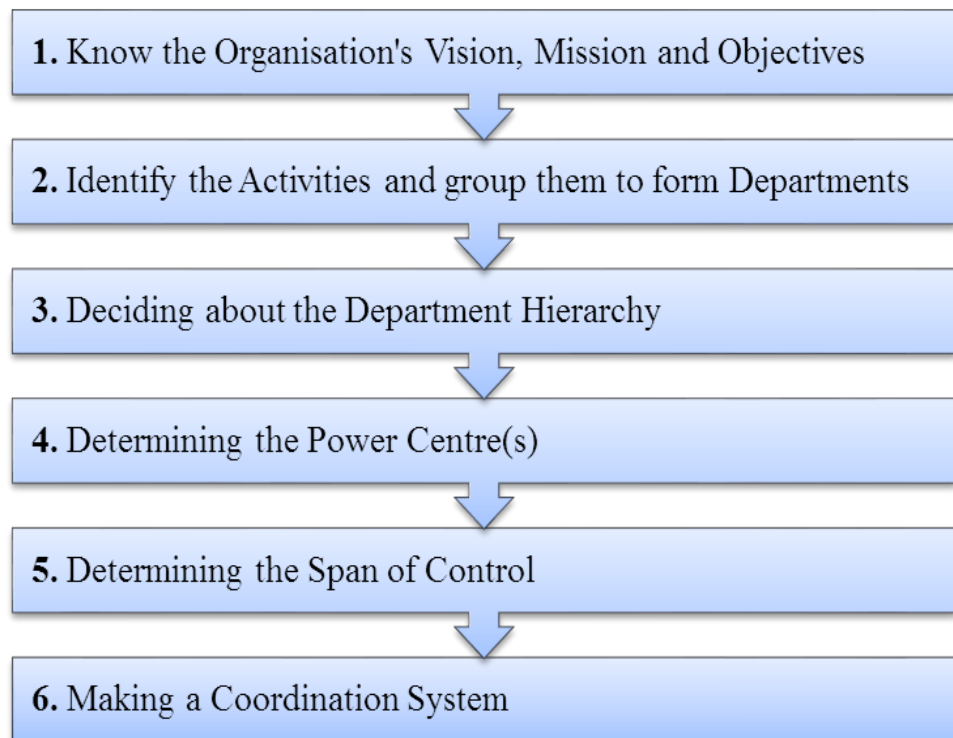 1. Know the Organisation's Vision, Mission and Objectives
2. Identify the Activities and group them to form Departments
3. Deciding about the Department Hierarchy
4. Determining the Power Centre(s)
5. Determining the Span of Control
6. Making a Coordination System